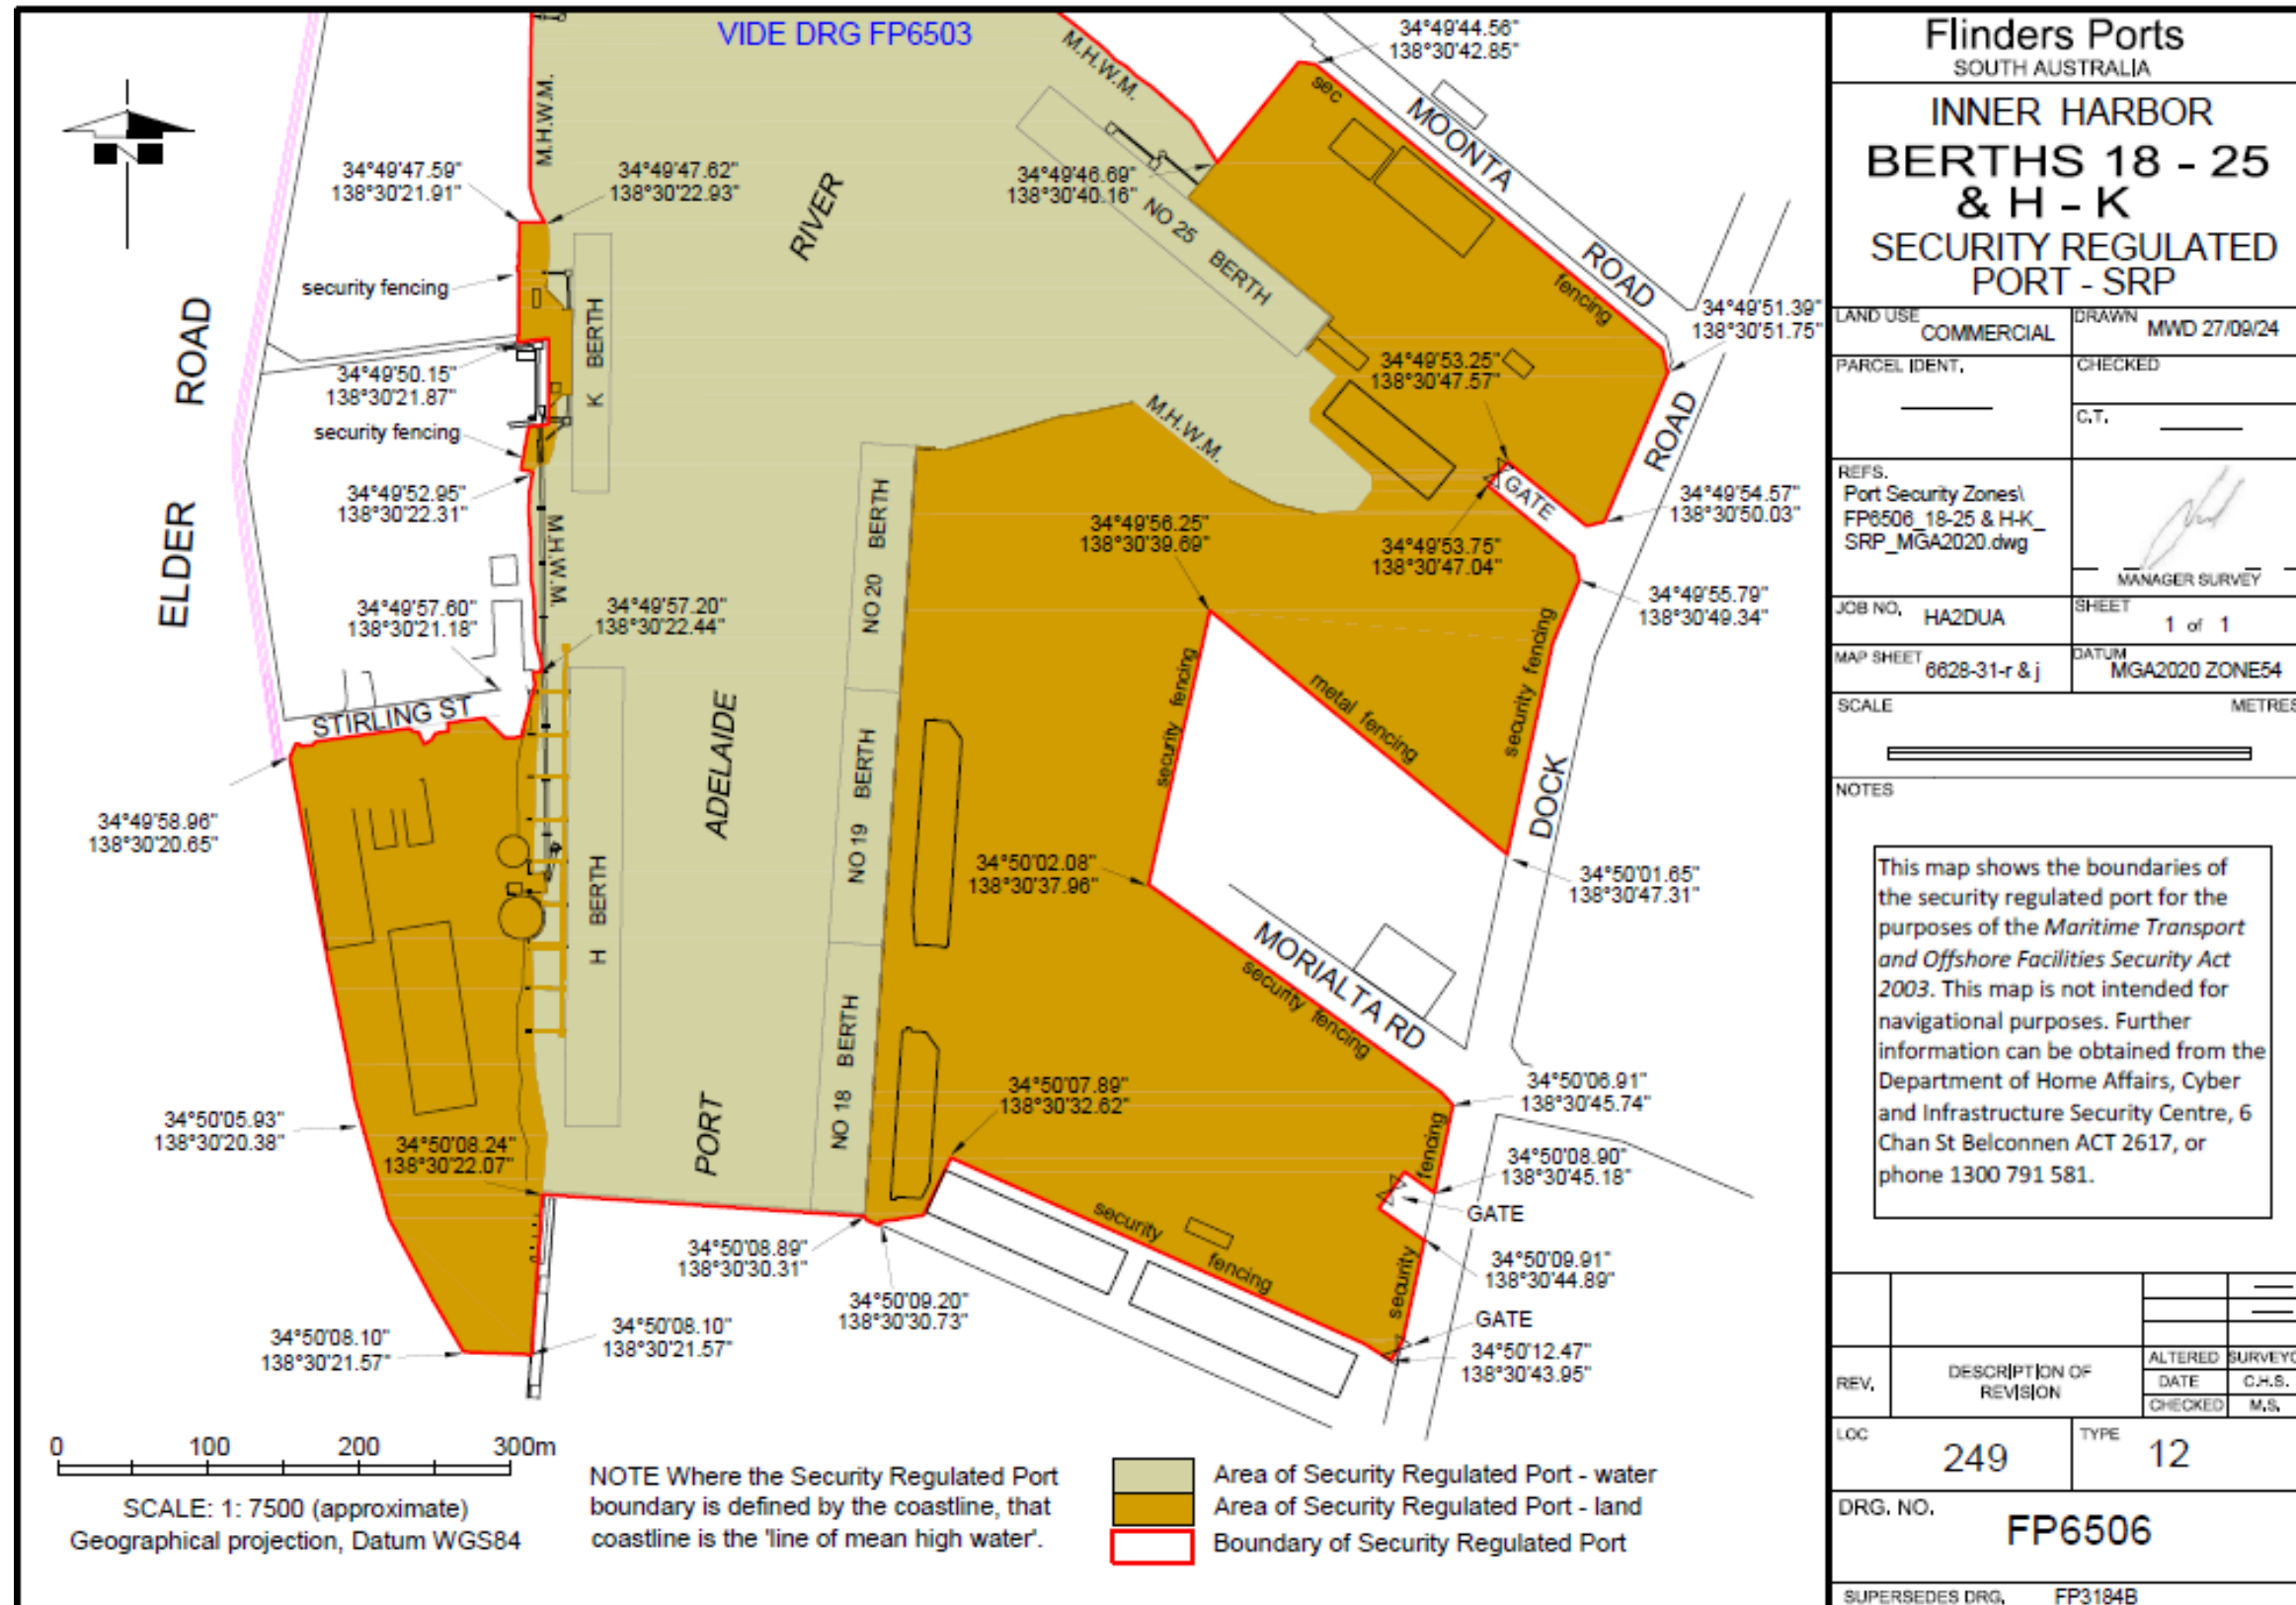 VIDE DRG FP6503
M.H.W.M.
M.H.W.M.
34°49'44.56"
138°30'42.85"
sec
MOONTA
ROAD
fencing
34°49'47.59"
138°30'21.91"
34°49'47.62"
138°30'22.93"
34°49'46.69"
138°30'40.16"
RIVER
NO 25 BERTH
security fencing
34°49'51.39"
138°30'51.75"
ELDER ROAD
34°49'50.15"
138°30'21.87"
K BERTH
34°49'53.25"
138°30'47.57"
security fencing
M.H.W.M.
ROAD
34°49'52.95"
138°30'22.31"
M.H.W.M.
GATE
34°49'54.57"
138°30'50.03"
34°49'56.25"
138°30'39.69"
34°49'53.75"
138°30'47.04"
NO 20 BERTH
34°49'57.60"
138°30'21.18"
34°49'57.20"
138°30'22.44"
34°49'55.79"
138°30'49.34"
security fencing
metal fencing
security fencing
STIRLING ST
ADELAIDE
NO 19 BERTH
DOCK
34°49'58.96"
138°30'20.65"
34°50'02.08"
138°30'37.96"
34°50'01.65"
138°30'47.31"
H BERTH
MORIALTA RD
security fencing
NO 18 BERTH
34°50'05.93"
138°30'20.38"
34°50'08.24"
138°30'22.07"
PORT
34°50'07.89"
138°30'32.62"
34°50'06.91"
138°30'45.74"
fencing
34°50'08.90"
138°30'45.18"
GATE
security
fencing
34°50'08.89"
138°30'30.31"
34°50'09.20"
138°30'30.73"
34°50'09.91"
138°30'44.89"
security
GATE
34°50'08.10"
138°30'21.57"
34°50'08.10"
138°30'21.57"
34°50'12.47"
138°30'43.95"
0 100 200 300m
SCALE: 1: 7500 (approximate)
Geographical projection, Datum WGS84
NOTE Where the Security Regulated Port
boundary is defined by the coastline, that
coastline is the 'line of mean high water'.
Area of Security Regulated Port - water
Area of Security Regulated Port - land
Boundary of Security Regulated Port
Flinders Ports
SOUTH AUSTRALIA
INNER HARBOR
BERTHS 18 - 25
& H - K
SECURITY REGULATED
PORT - SRP
LAND USE COMMERCIAL
DRAWN MWD 27/09/24
PARCEL IDENT.
CHECKED
C.T.
REFS.
Port Security Zones\
FP6506_18-25 & H-K_
SRP_MGA2020.dwg
MANAGER SURVEY
JOB NO. HA2DUA
SHEET 1 of 1
MAP SHEET 6628-31-r & j
DATUM MGA2020 ZONE54
SCALE METRES
NOTES
This map shows the boundaries of
the security regulated port for the
purposes of the Maritime Transport
and Offshore Facilities Security Act
2003. This map is not intended for
navigational purposes. Further
information can be obtained from the
Department of Home Affairs, Cyber
and Infrastructure Security Centre, 6
Chan St Belconnen ACT 2617, or
phone 1300 791 581.
REV.
DESCRIPTION OF
REVISION
ALTERED SURVEYO
DATE C.H.S.
CHECKED M.S.
LOC 249
TYPE 12
DRG. NO.
FP6506
SUPERSEDES DRG. FP3184B